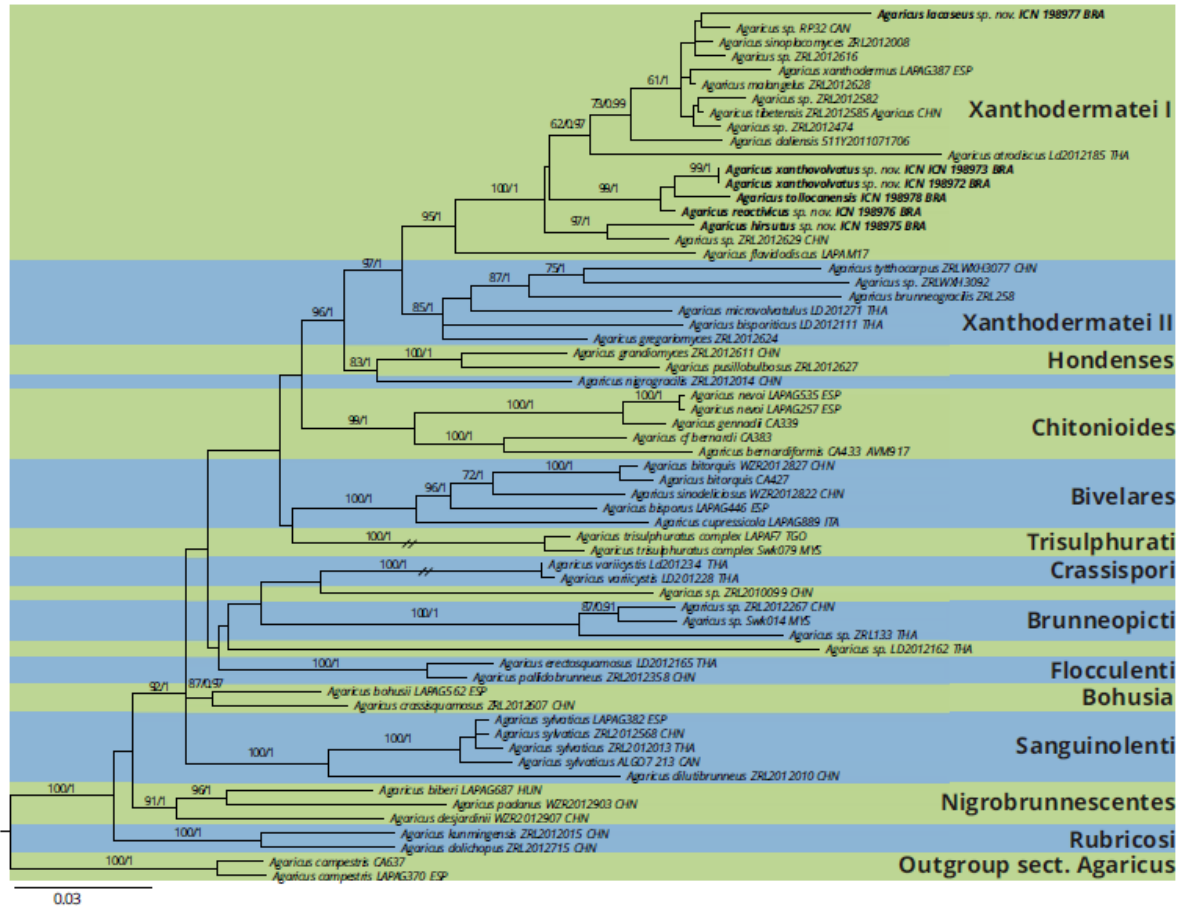 Agaricus lacaseus sp. nov. ICN 198977 BRA
Agaricus sp. RP32 CAN
Agaricus sinoplacomyces ZRL2012008
Agaricus sp. ZRL2012616
Agaricus xanthodermus LAPAG387 ESP
61/1
Agaricus malangelus ZRL2012628
Agaricus sp. ZRL2012582
73/0.99
Agaricus tibetensis ZRL2012585 Agaricus CHN
Xanthodermatei I
62/0.97
Agaricus sp. ZRL2012474
Agaricus daliensis 511Y2011071706
Agaricus atrodiscus Ld2012185 THA
99/1
Agaricus xanthovolvatus sp. nov. ICN ICN 198973 BRA
Agaricus xanthovolvatus sp. nov. ICN 198972 BRA
100/1
99/1
Agaricus tollocanensis ICN 198978 BRA
Agaricus reactivicus sp. nov. ICN 198976 BRA
95/1
97/1
Agaricus hirsutus sp. nov. ICN 198975 BRA
Agaricus sp. ZRL2012629 CHN
Agaricus flavidodiscus LAPAM17
97/1
75/1
Agaricus tytthocarpus ZRLWXH3077 CHN
87/1
Agaricus sp. ZRLWXH3092
Agaricus brunneogracilis ZRL258
96/1
85/1
Agaricus microvolvatulus LD201271 THA
Agaricus bisporiticus LD2012111 THA
Xanthodermatei II
Agaricus gregariomyces ZRL2012624
100/1
Agaricus grandiomyces ZRL2012611 CHN
83/1
Agaricus pusillobulbosus ZRL2012627
Hondenses
Agaricus nigrogracilis ZRL2012014 CHN
100/1
Agaricus nevoi LAPAG535 ESP
100/1
Agaricus nevoi LAPAG257 ESP
99/1
Agaricus gennadii CA339
Chitonioides
100/1
Agaricus cf bernardi CA383
Agaricus bernardiformis CA433 AVM917
100/1
Agaricus bitorquis WZR2012827 CHN
72/1
Agaricus bitorquis CA427
96/1
Agaricus sinodeliciosus WZR2012822 CHN
Bivelares
100/1
Agaricus bisporus LAPAG446 ESP
Agaricus cupressicola LAPAG889 ITA
100/1
Agaricus trisulphuratus complex LAPAF7 TGO
Agaricus trisulphuratus complex Swk079 MYS
Trisulphurati
100/1
Agaricus variicystis Ld201234 THA
Agaricus variicystis LD201228 THA
Crassispori
Agaricus sp. ZRL2010099 CHN
87/0.91
Agaricus sp. ZRL2012267 CHN
100/1
Agaricus sp. Swk014 MYS
Brunneopicti
Agaricus sp. ZRL133 THA
Agaricus sp. LD2012162 THA
100/1
Agaricus erectosquamosus LD2012165 THA
Agaricus pallidobrunneus ZRL2012358 CHN
Flocculenti
92/1
87/0.97
Agaricus bohusii LAPAG562 ESP
Agaricus crassisquamosus ZRL2012607 CHN
Bohusia
Agaricus sylvaticus LAPAG382 ESP
Agaricus sylvaticus ZRL2012568 CHN
100/1
100/1
Agaricus sylvaticus ZRL2012013 THA
Sanguinolenti
Agaricus sylvaticus ALG07 213 CAN
Agaricus dilutibrunneus ZRL2012010 CHN
100/1
96/1
Agaricus biberi LAPAG687 HUN
91/1
Agaricus padanus WZR2012903 CHN
Nigrobrunnescentes
Agaricus desjardinii WZR2012907 CHN
100/1
Agaricus kunmingensis ZRL2012015 CHN
Agaricus dolichopus ZRL2012715 CHN
Rubricosi
100/1
Agaricus campestris CA637
Agaricus campestris LAPAG370 ESP
Outgroup sect. Agaricus
0.03